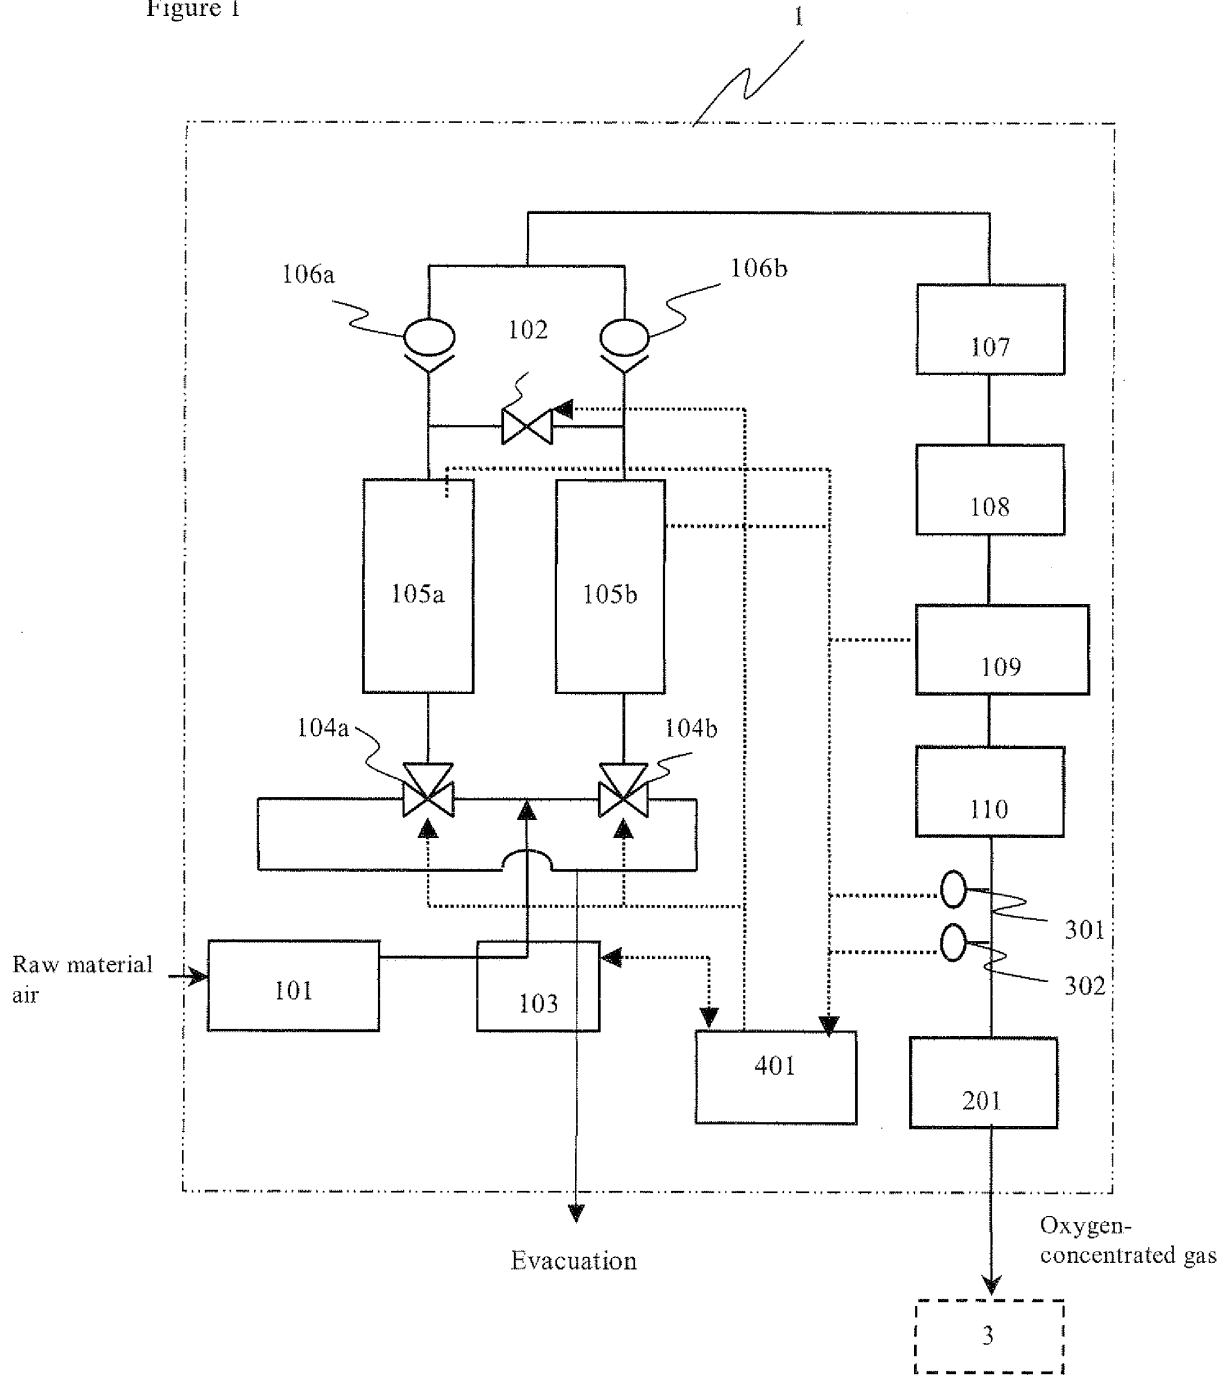 Figure 1
1
106a
106b
102
107
108
105a
105b
109
104a
104b
110
301
Raw material
air
101
103
302
401
201
Oxygen-
concentrated gas
Evacuation
3